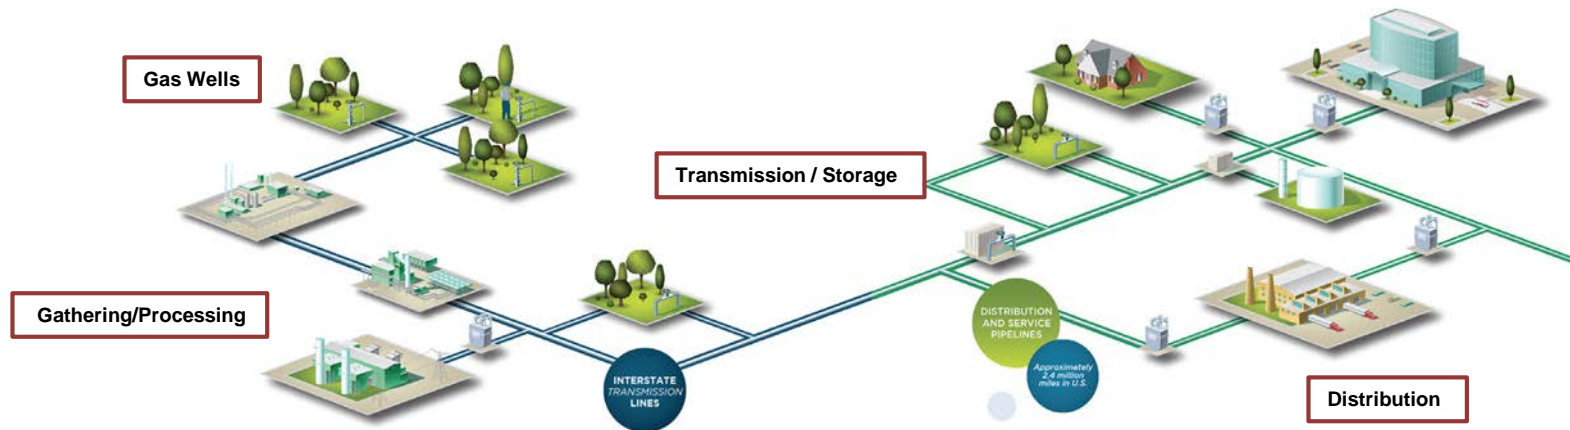 Gas Wells
Transmission / Storage
Gathering/Processing
INTERSTATE
TRANSMISSION
LINES
DISTRIBUTION
AND SERVICE
PIPELINES
Approximately
2.4 million
miles in U.S.
Distribution